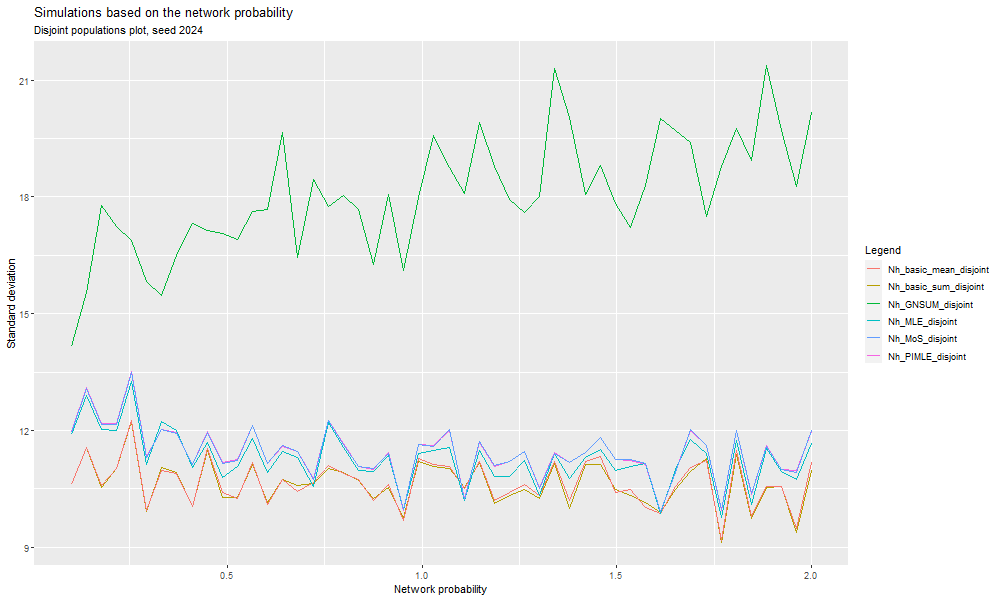 Simulations based on the network probability
Disjoint populations plot, seed 2024
21
18
15
12
9
Standard deviation
0.5
1.0
1.5
2.0
Network probability
Legend
Nh_basic_mean_disjoint
Nh_basic_sum_disjoint
Nh_GNSUM_disjoint
Nh_MLE_disjoint
Nh_MoS_disjoint
Nh_PIMLE_disjoint